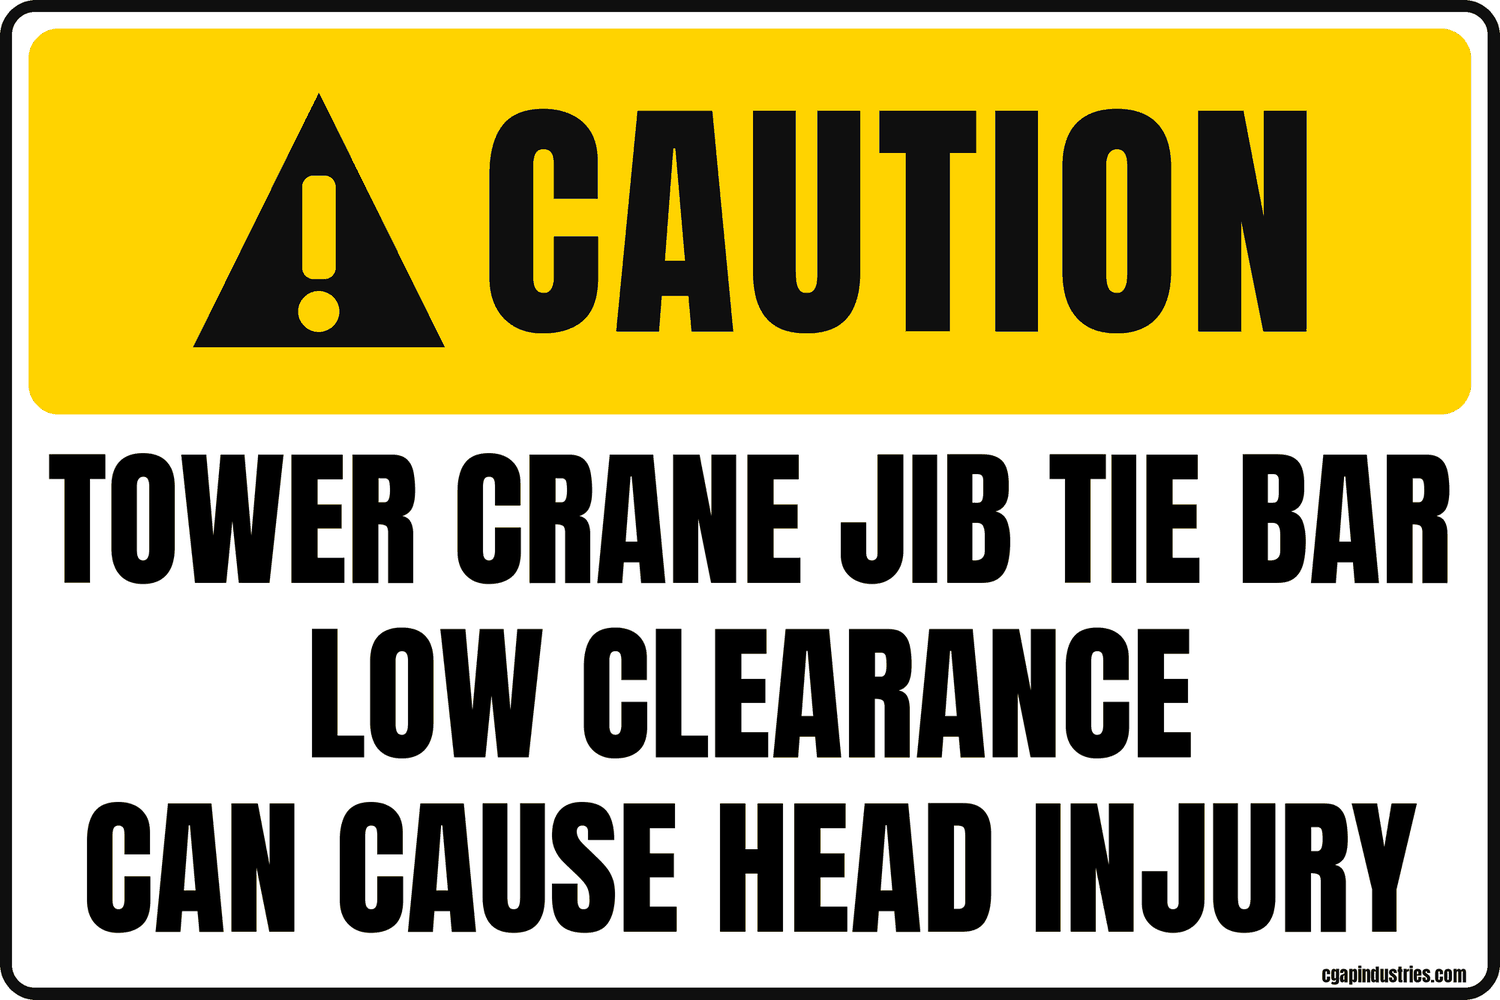 CAUTION
TOWER CRANE JIB TIE BAR
LOW CLEARANCE
CAN CAUSE HEAD INJURY
cgapindustries.com